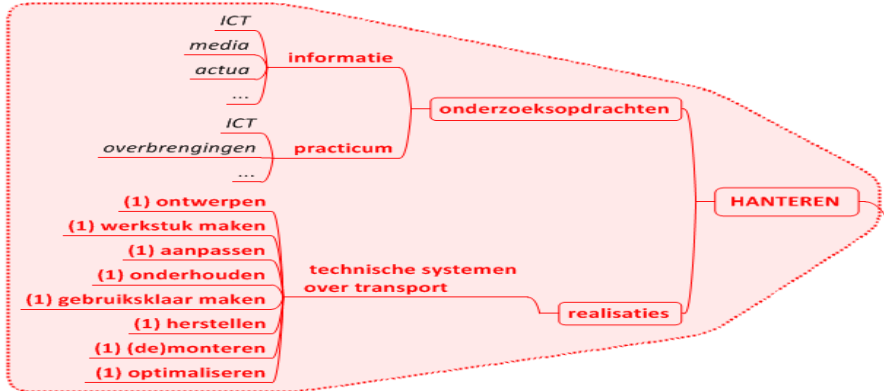 ICT
media
actua
...
informatie
ICT
overbrengingen
...
practicum
onderzoeksopdrachten
(1) ontwerpen
(1) werkstuk maken
(1) aanpassen
(1) onderhouden
(1) gebruiksklaar maken
(1) herstellen
(1) (de)monteren
(1) optimaliseren
technische systemen
over transport
realisaties
HANTEREN